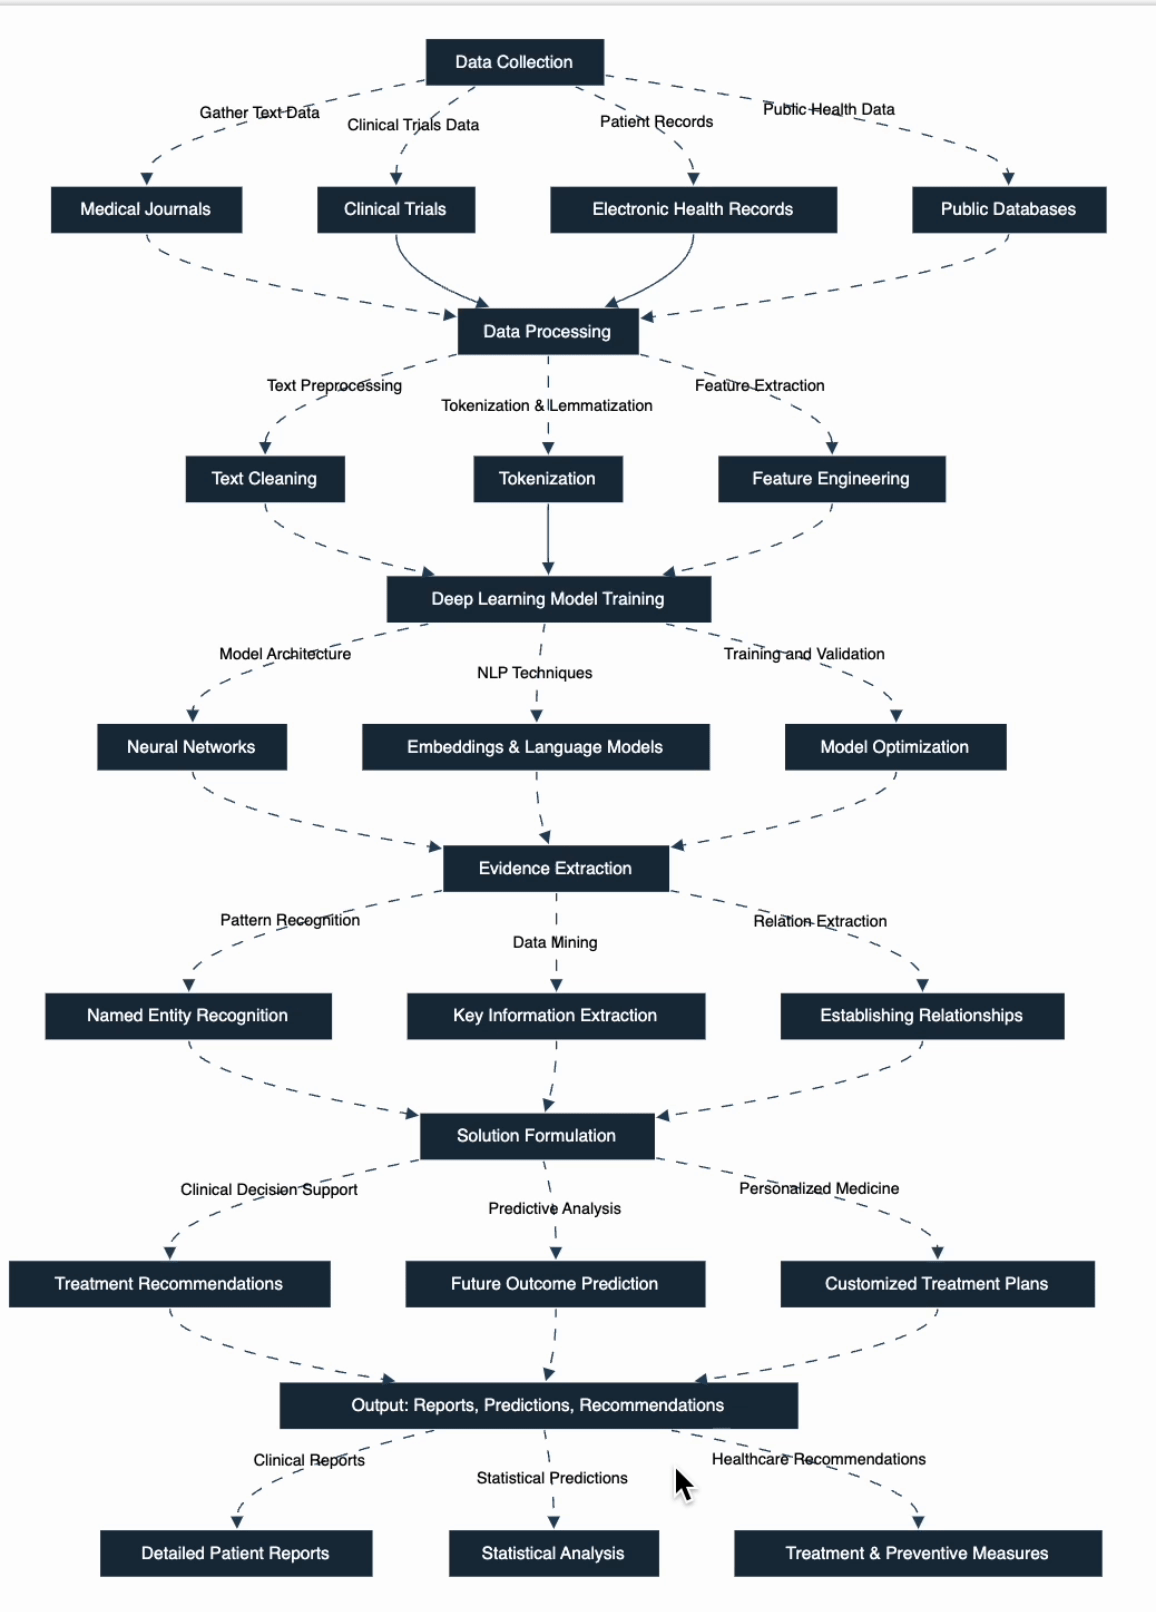 Data Collection
Gather Text Data
Clinical Trials Data
Patient Records
Public Health Data
Medical Journals
Clinical Trials
Electronic Health Records
Public Databases
Data Processing
Text Preprocessing
Tokenization & Lemmatization
Feature Extraction
Text Cleaning
Tokenization
Feature Engineering
Deep Learning Model Training
Model Architecture
NLP Techniques
Training and Validation
Neural Networks
Embeddings & Language Models
Model Optimization
Evidence Extraction
Pattern Recognition
Data Mining
Relation Extraction
Named Entity Recognition
Key Information Extraction
Establishing Relationships
Solution Formulation
Clinical Decision Support
Predictive Analysis
Personalized Medicine
Treatment Recommendations
Future Outcome Prediction
Customized Treatment Plans
Output: Reports, Predictions, Recommendations
Clinical Reports
Statistical Predictions
Healthcare Recommendations
Detailed Patient Reports
Statistical Analysis
Treatment & Preventive Measures